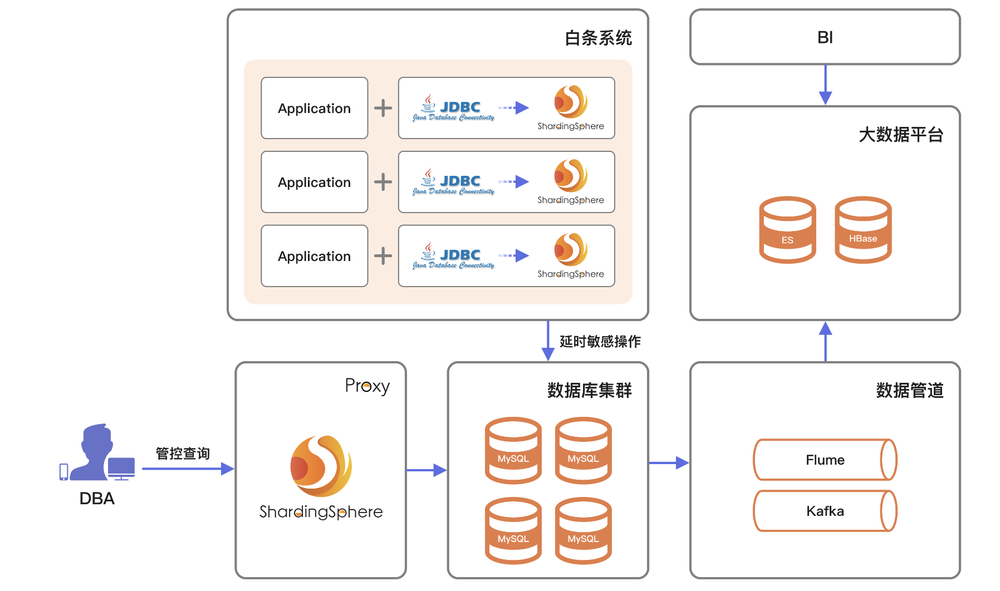 白条系统
Application
JDBC
Java Database Connectivity
ShardingSphere
Application
JDBC
Java Database Connectivity
ShardingSphere
Application
JDBC
Java Database Connectivity
ShardingSphere
BI
大数据平台
ES
HBase
延时敏感操作
DBA
管控查询
Proxy
ShardingSphere
数据库集群
MySQL
MySQL
MySQL
MySQL
数据管道
Flume
Kafka